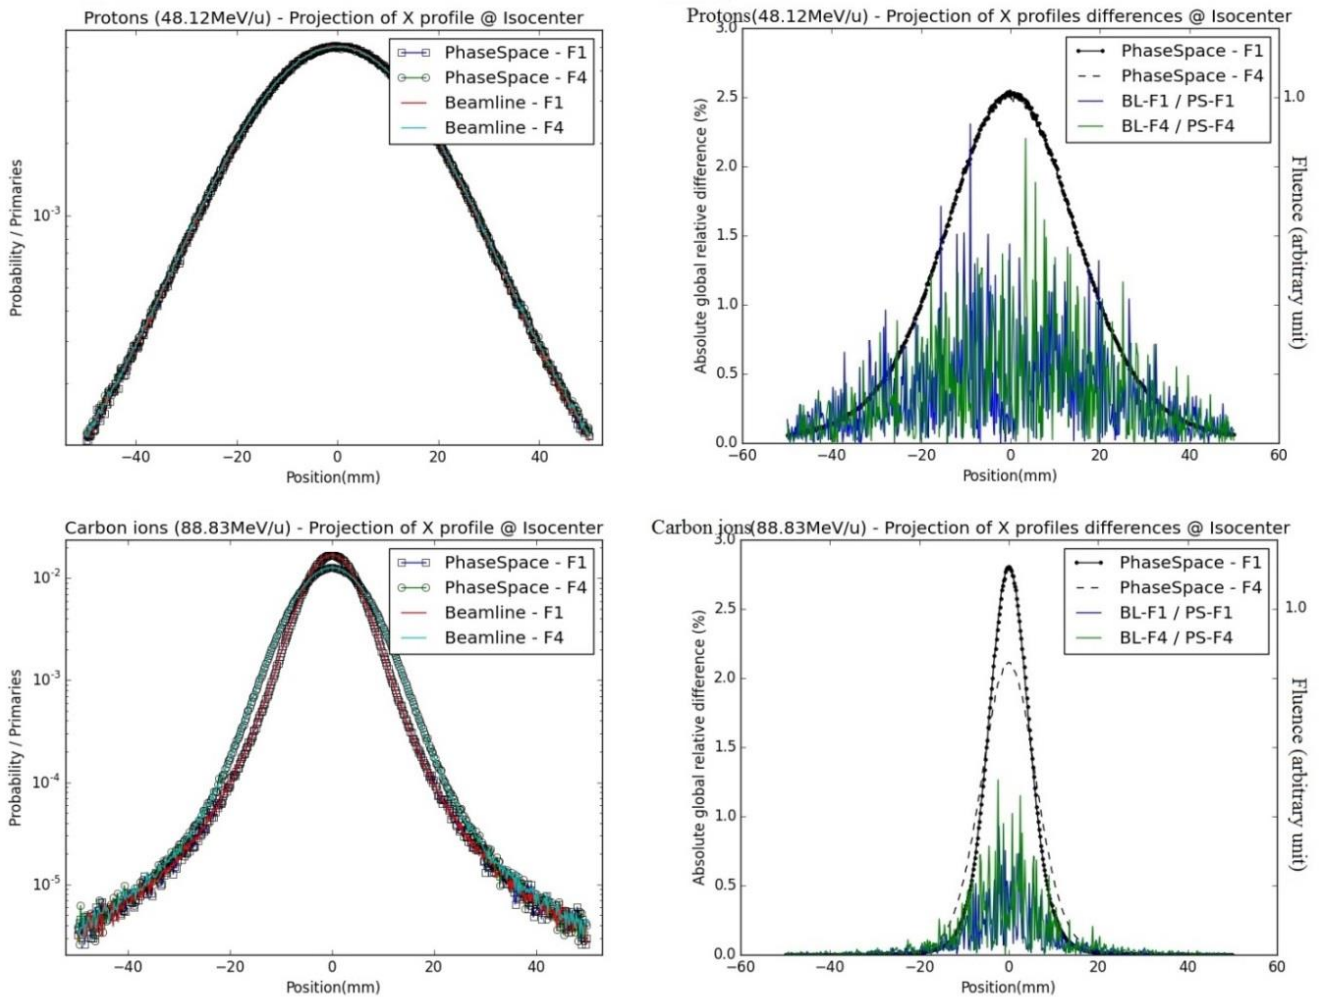 Protons (48.12MeV/u) - Projection of X profile @ Isocenter
PhaseSpace - F1
PhaseSpace - F4
Beamline - F1
Beamline - F4
Probability / Primaries
10-3
−40 −20 0 20 40
Position(mm)
Protons(48.12MeV/u) - Projection of X profiles differences @ Isocenter
PhaseSpace - F1
PhaseSpace - F4
BL-F1 / PS-F1
BL-F4 / PS-F4
Absolute global relative difference (%)
3.0
2.5
2.0
1.5
1.0
0.5
0.0
1.0
Fluence (arbitrary unit)
−60 −40 −20 0 20 40 60
Position(mm)
Carbon ions (88.83MeV/u) - Projection of X profile @ Isocenter
PhaseSpace - F1
PhaseSpace - F4
Beamline - F1
Beamline - F4
Probability / Primaries
10-2
10-3
10-4
10-5
−40 −20 0 20 40
Position(mm)
Carbon ions(88.83MeV/u) - Projection of X profiles differences @ Isocenter
PhaseSpace - F1
PhaseSpace - F4
BL-F1 / PS-F1
BL-F4 / PS-F4
Absolute global relative difference (%)
3.0
2.5
2.0
1.5
1.0
0.5
0.0
1.0
Fluence (arbitrary unit)
−60 −40 −20 0 20 40 60
Position(mm)